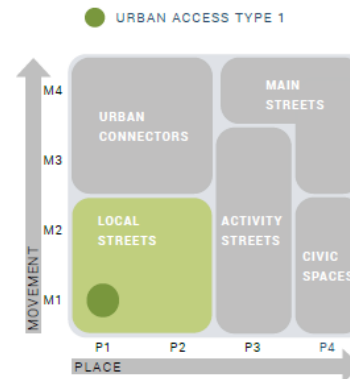 URBAN ACCESS TYPE 1
M4
MAIN
STREETS
URBAN
CONNECTORS
M3
M2
LOCAL
STREETS
ACTIVITY
STREETS
CIVIC
SPACES
M1
MOVEMENT
P1 P2 P3 P4
PLACE